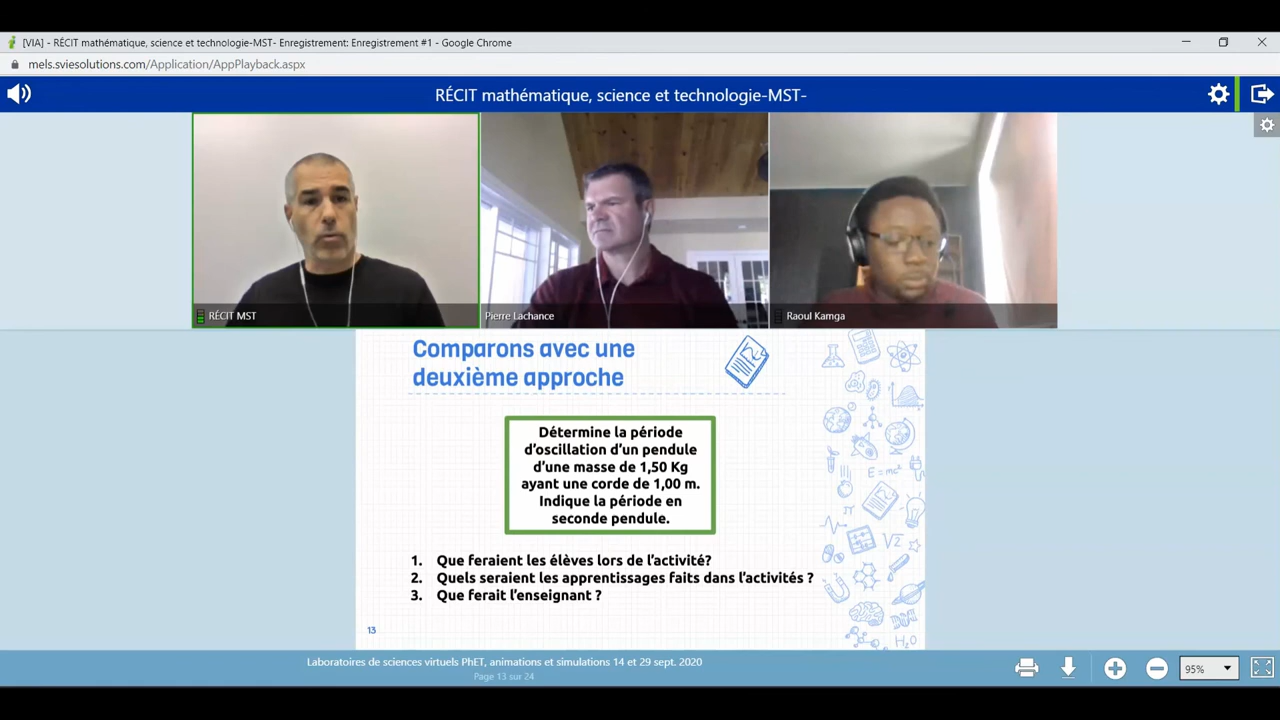 [VIA] - RÉCIT mathématique, science et technologie-MST- Enregistrement: Enregistrement #1 - Google Chrome
mels.sviesolutions.com/Application/AppPlayback.aspx
RÉCIT mathématique, science et technologie-MST-
RÉCIT MST
Pierre Lachance
Raoul Kamga
Comparons avec une
deuxième approche
Détermine la période
d'oscillation d'un pendule
d'une masse de 1,50 Kg
ayant une corde de 1,00 m.
Indique la période en
seconde pendule.
1. Que feraient les élèves lors de l'activité?
2. Quels seraient les apprentissages faits dans l'activités ?
3. Que ferait l'enseignant ?
E=mc²
π
√2
H₂O
13
Laboratoires de sciences virtuels PhET, animations et simulations 14 et 29 sept. 2020
Page 13 sur 24
95%